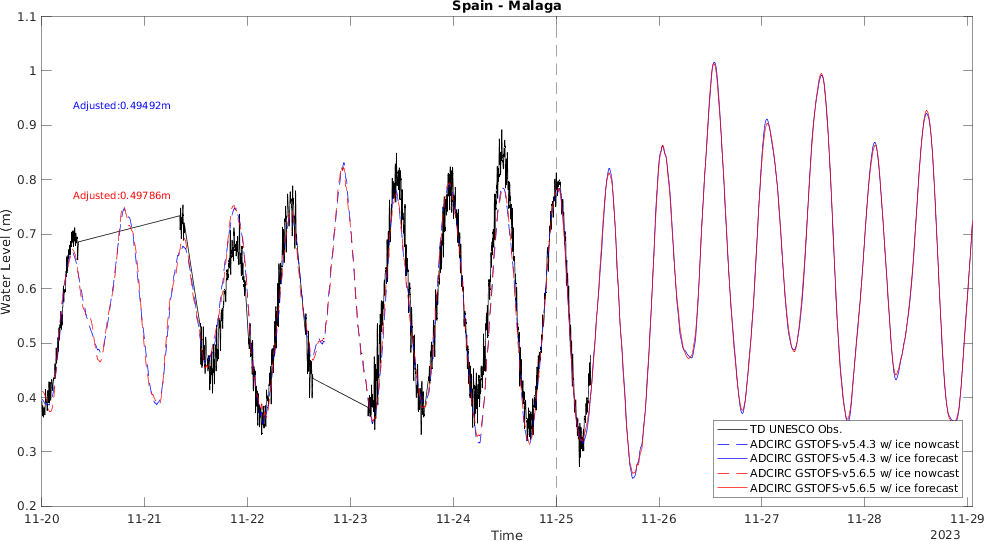 Spain - Malaga
1.1
1
0.9
0.8
0.7
0.6
0.5
0.4
0.3
0.2
Water Level (m)
Adjusted:0.49492m
Adjusted:0.49786m
TD UNESCO Obs.
ADCIRC GSTOFS-v5.4.3 w/ ice nowcast
ADCIRC GSTOFS-v5.4.3 w/ ice forecast
ADCIRC GSTOFS-v5.6.5 w/ ice nowcast
ADCIRC GSTOFS-v5.6.5 w/ ice forecast
11-20 11-21 11-22 11-23 11-24 11-25 11-26 11-27 11-28 11-29
Time
2023